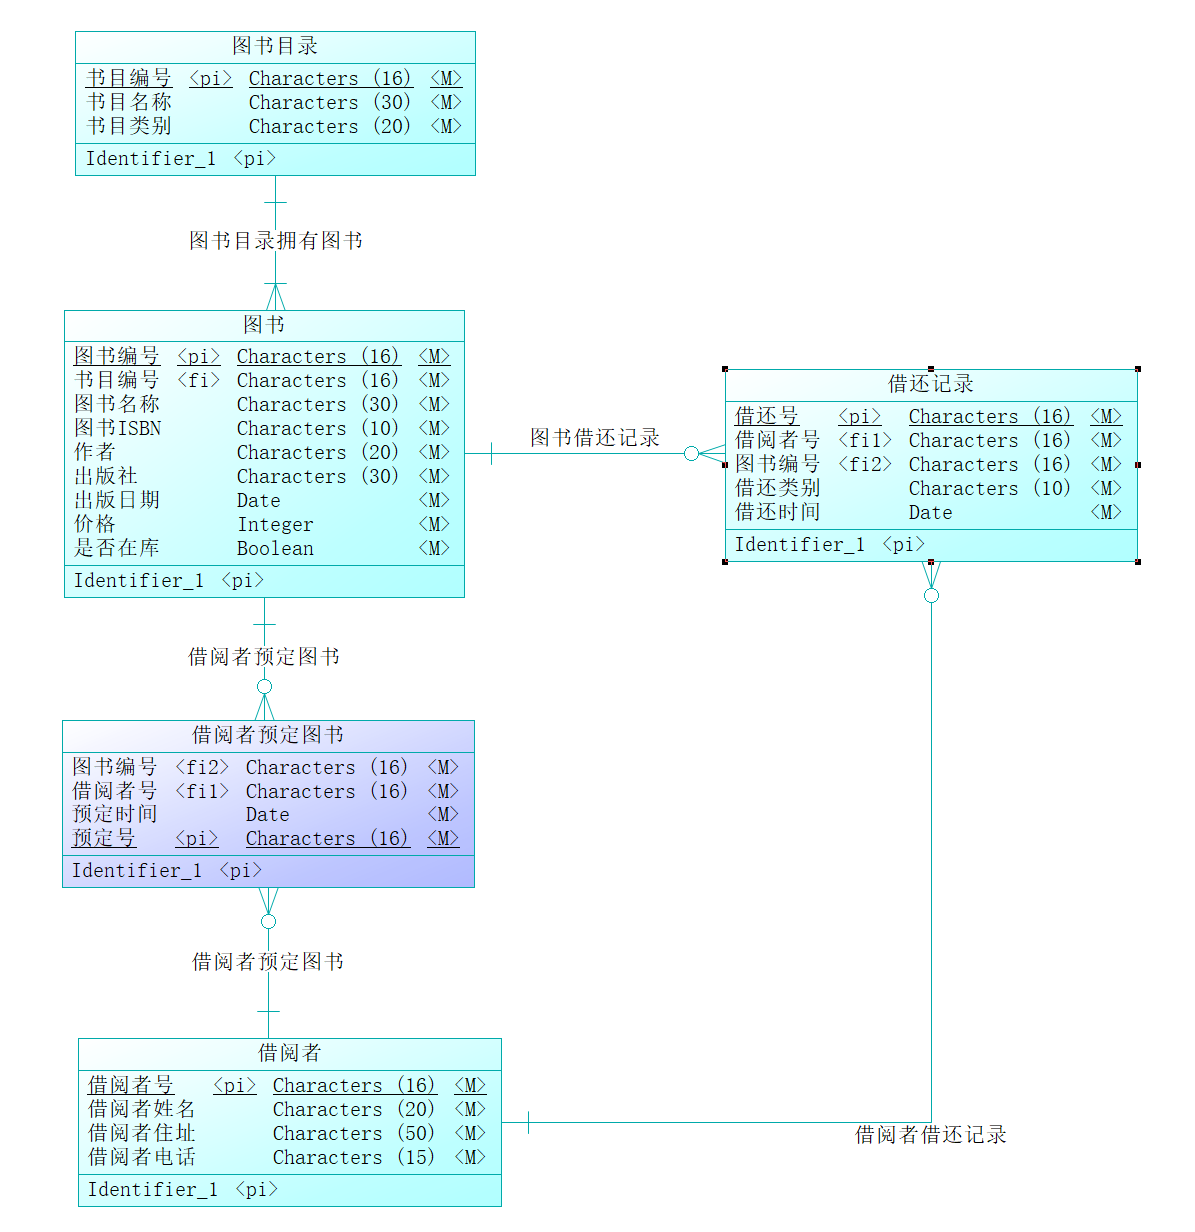 图书目录
书目编号 <pi> Characters (16) <M>
书目名称 Characters (30) <M>
书目类别 Characters (20) <M>
Identifier_1 <pi>
图书目录拥有图书
图书
图书编号 <pi> Characters (16) <M>
书目编号 <fi> Characters (16) <M>
图书名称 Characters (30) <M>
图书ISBN Characters (10) <M>
作者 Characters (20) <M>
出版社 Characters (30) <M>
出版日期 Date <M>
价格 Integer <M>
是否在库 Boolean <M>
Identifier_1 <pi>
图书借还记录
借还记录
借还号 <pi> Characters (16) <M>
借阅者号 <fi1> Characters (16) <M>
图书编号 <fi2> Characters (16) <M>
借还类别 Characters (10) <M>
借还时间 Date <M>
Identifier_1 <pi>
借阅者预定图书
借阅者预定图书
图书编号 <fi2> Characters (16) <M>
借阅者号 <fi1> Characters (16) <M>
预定时间 Date <M>
预定号 <pi> Characters (16) <M>
Identifier_1 <pi>
借阅者预定图书
借阅者
借阅者号 <pi> Characters (16) <M>
借阅者姓名 Characters (20) <M>
借阅者住址 Characters (50) <M>
借阅者电话 Characters (15) <M>
Identifier_1 <pi>
借阅者借还记录